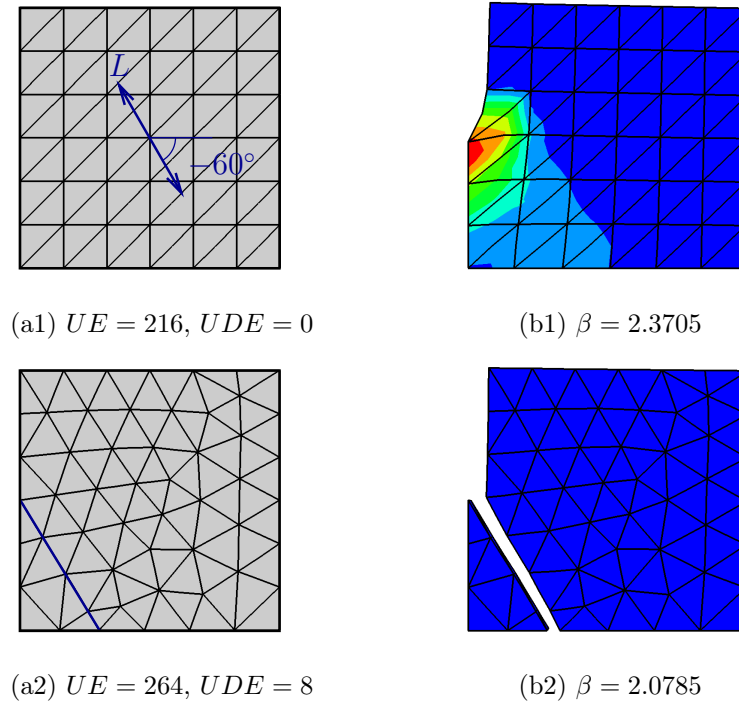 L
−60°
(a1) UE = 216, UDE = 0
(b1) β = 2.3705
(a2) UE = 264, UDE = 8
(b2) β = 2.0785